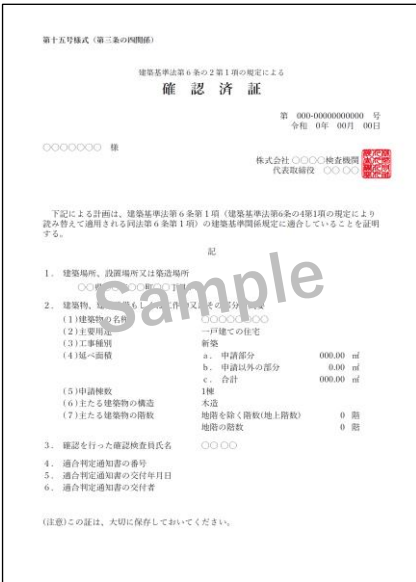 第十五号様式（第三条の四関係）
建築基準法第６条の２第１項の規定による
確 認 済 証
第 000-00000000000 号
令和 0年 00月 00日
○○○○○○○ 様
株式会社 ○○○○検査機関
代表取締役 ○○ ○○
下記による計画は、建築基準法第６条第１項（建築基準法第6条の4第1項の規定により
読み替えて適用される同法第６条第１項）の建築基準関係規定に適合していることを証明
する。
記
1. 建築場所、設置場所又は築造場所
2. 建築物、
Sample
(1)建築物の名称 ○○○○○○○○
(2)主要用途 一戸建ての住宅
(3)工事種別 新築
(4)延べ面積 a. 申請部分 000.00 ㎡
b. 申請以外の部分 0.00 ㎡
c. 合計 000.00 ㎡
(5)申請棟数 1棟
(6)主たる建築物の構造 木造
(7)主たる建築物の階数 地階を除く階数(地上階数) 0 階
地階の階数 0 階
3. 確認を行った確認検査員氏名 ○○ ○○
4. 適合判定通知書の番号
5. 適合判定通知書の交付年月日
6. 適合判定通知書の交付者
(注意)この証は、大切に保存しておいてください。